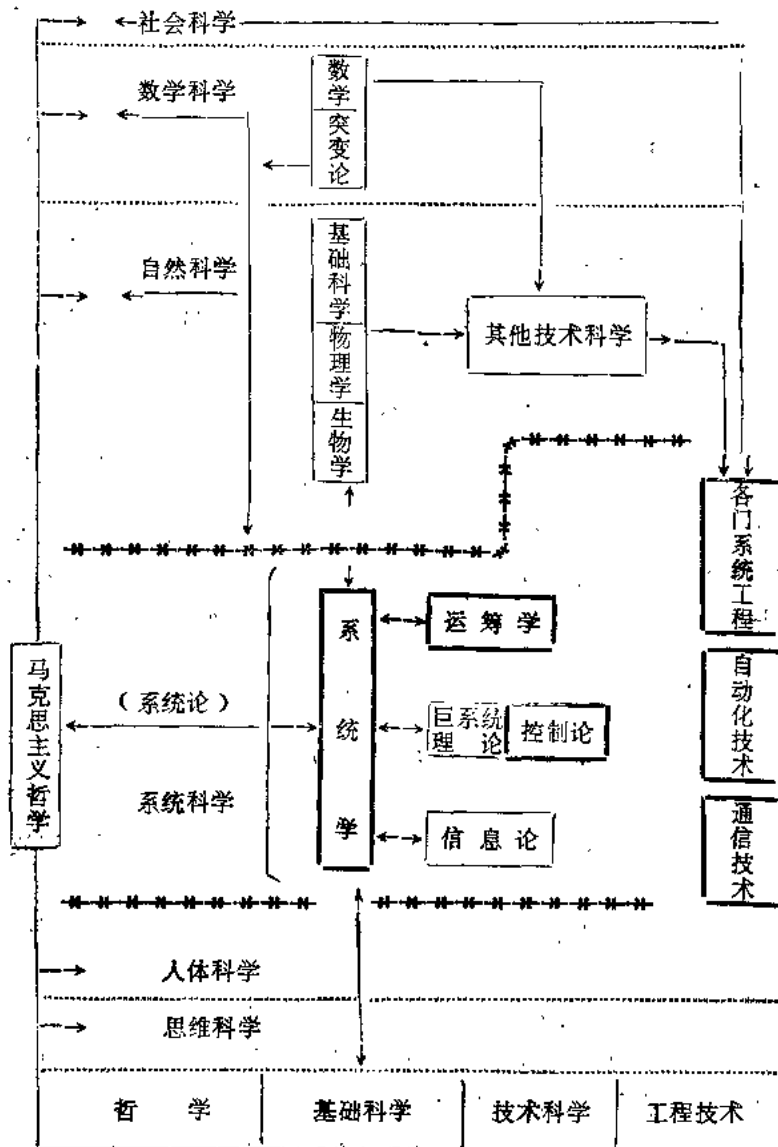 社会科学
数学科学
数学
突变论
自然科学
基础科学
物理学
生物学
其他技术科学
各门系统工程
系统学
运筹学
马克思主义哲学
(系统论)
巨系统
理论
控制论
自动化技术
系统科学
信息论
通信技术
人体科学
思维科学
哲 学
基础科学
技术科学
工程技术